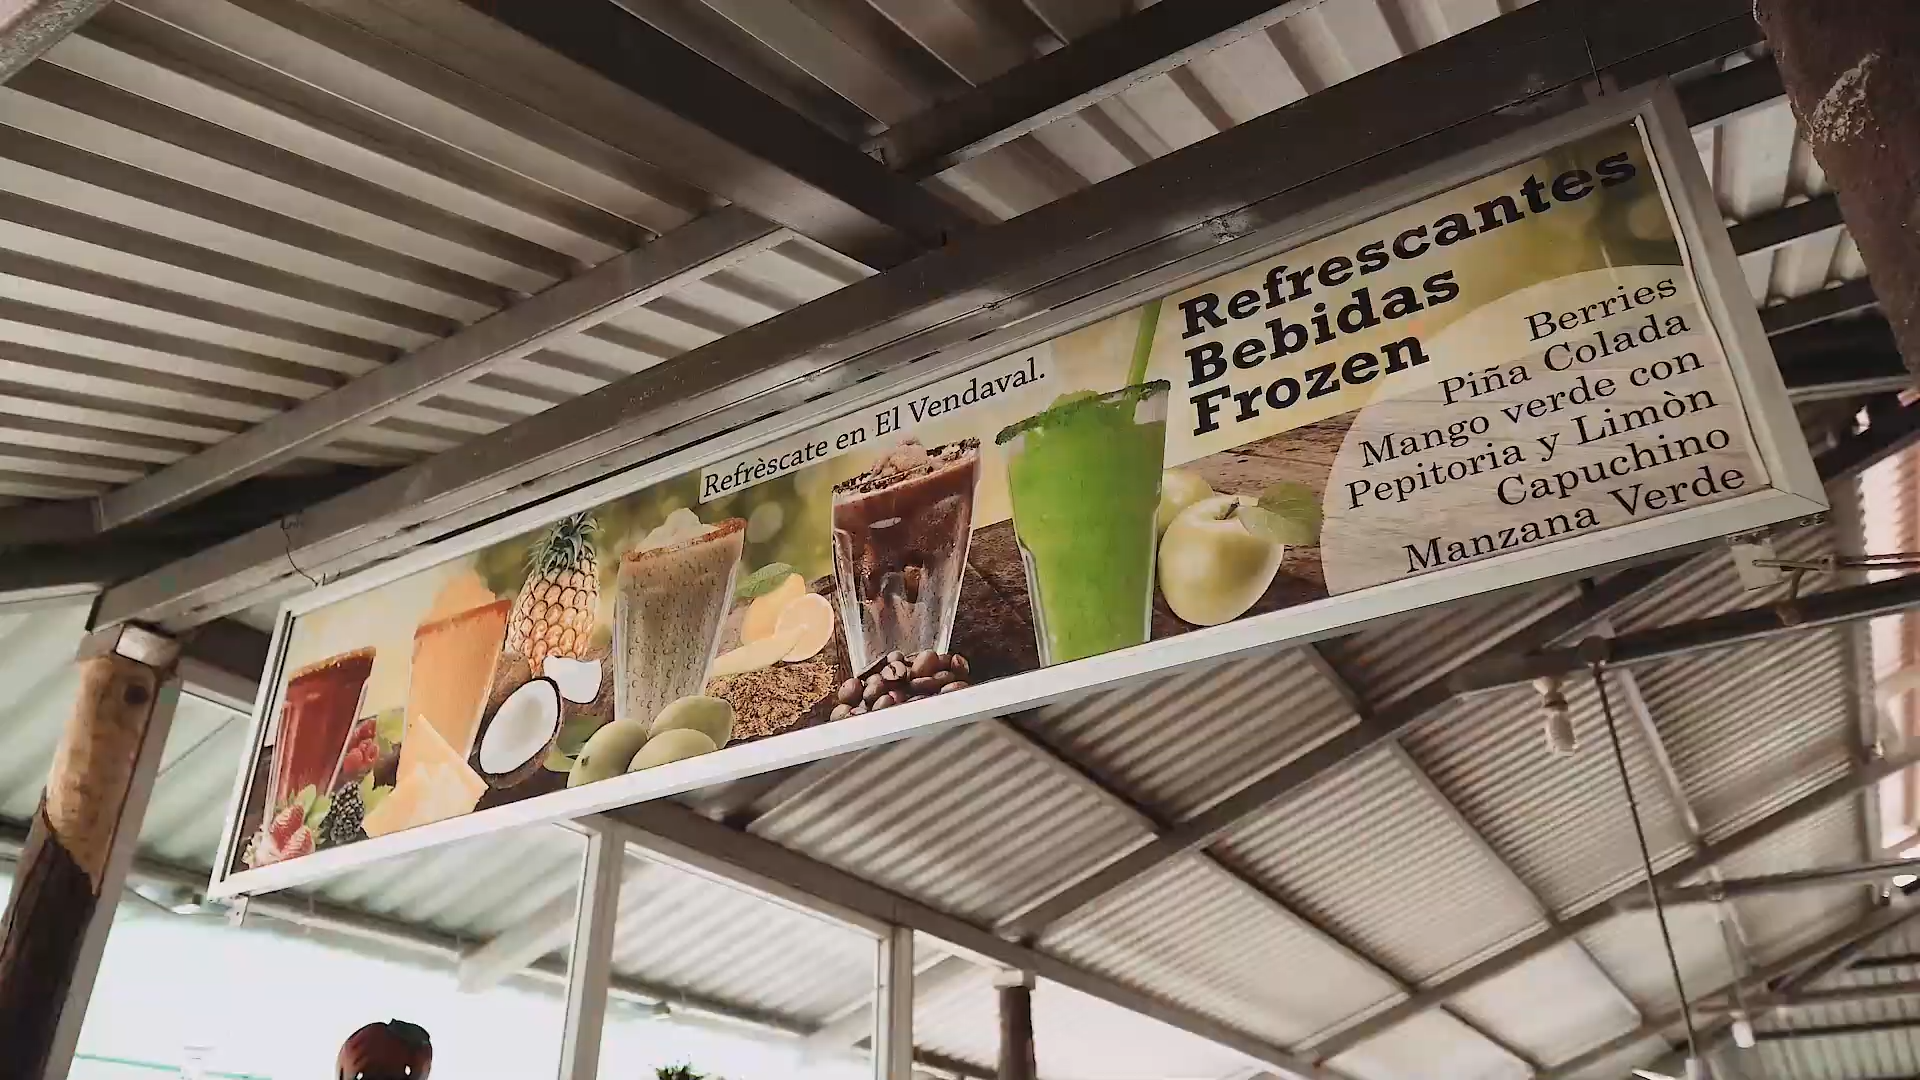 Refrèscate en El Vendaval.
Refrescantes
Bebidas
Frozen
Berries
Piña Colada
Mango verde con
Pepitoria y Limòn
Capuchino
Manzana Verde